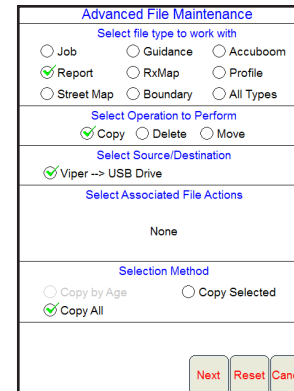 Advanced File Maintenance
Select file type to work with
Job Guidance Accuboom
Report RxMap Profile
Street Map Boundary All Types
Select Operation to Perform
Copy Delete Move
Select Source/Destination
Viper --> USB Drive
Select Associated File Actions
None
Selection Method
Copy by Age Copy Selected
Copy All
Next Reset